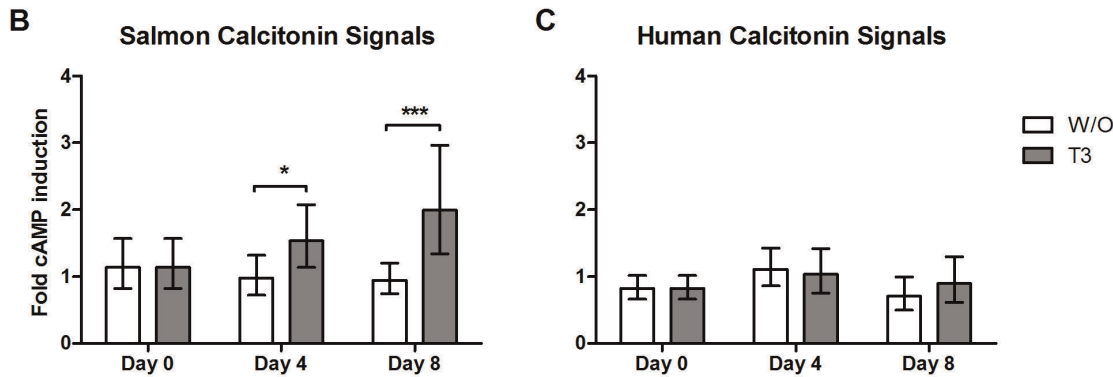 B
Salmon Calcitonin Signals
Fold cAMP induction
4
3
2
1
0
*
***
Day 0
Day 4
Day 8
C
Human Calcitonin Signals
4
3
2
1
0
Day 0
Day 4
Day 8
W/O
T3